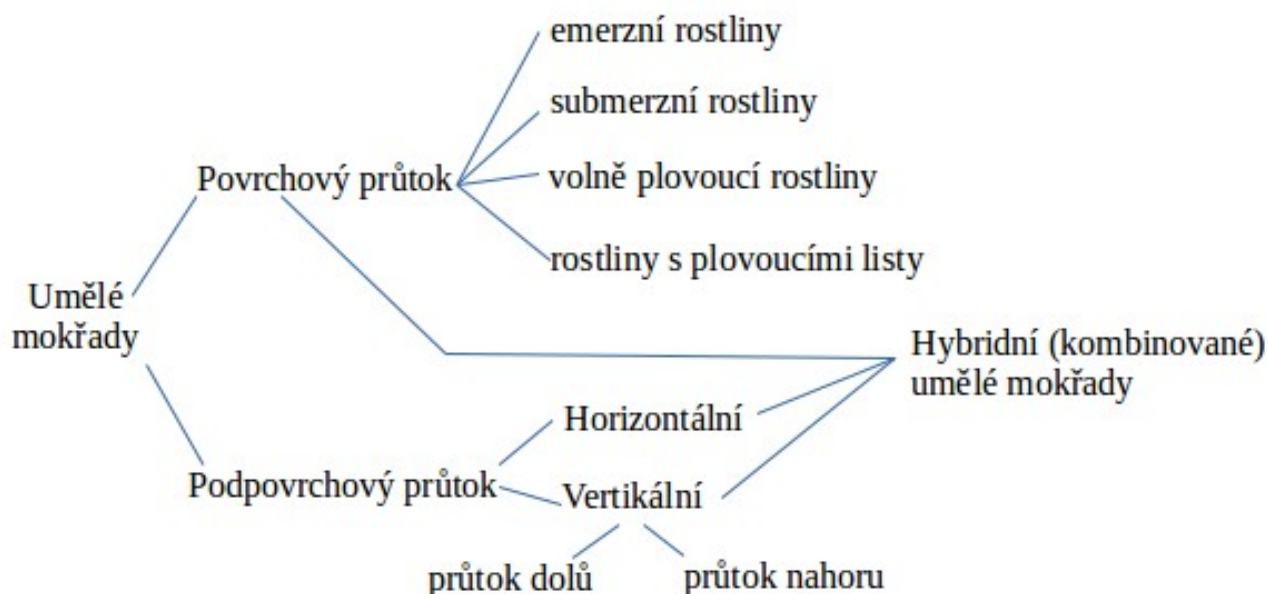 emerzní rostliny
submerzní rostliny
Povrchový průtok
volně plovoucí rostliny
rostliny s plovoucími listy
Umělé
mokřady
Hybridní (kombinované)
umělé mokřady
Horizontální
Podpovrchový průtok
Vertikální
průtok dolů
průtok nahoru